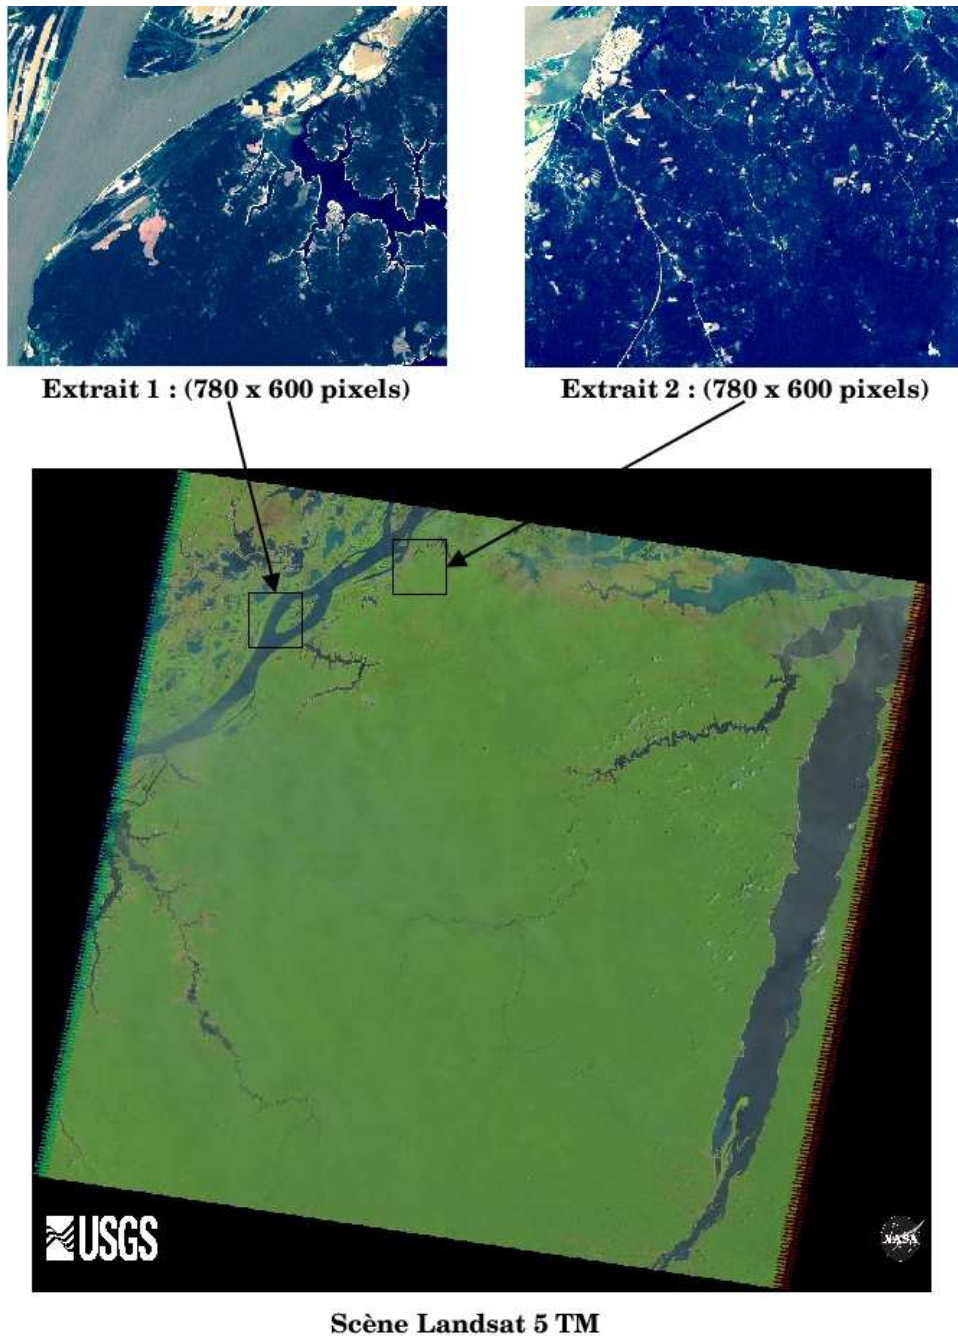 Extrait 1 : (780 x 600 pixels)
Extrait 2 : (780 x 600 pixels)
USGS
NASA
Scène Landsat 5 TM